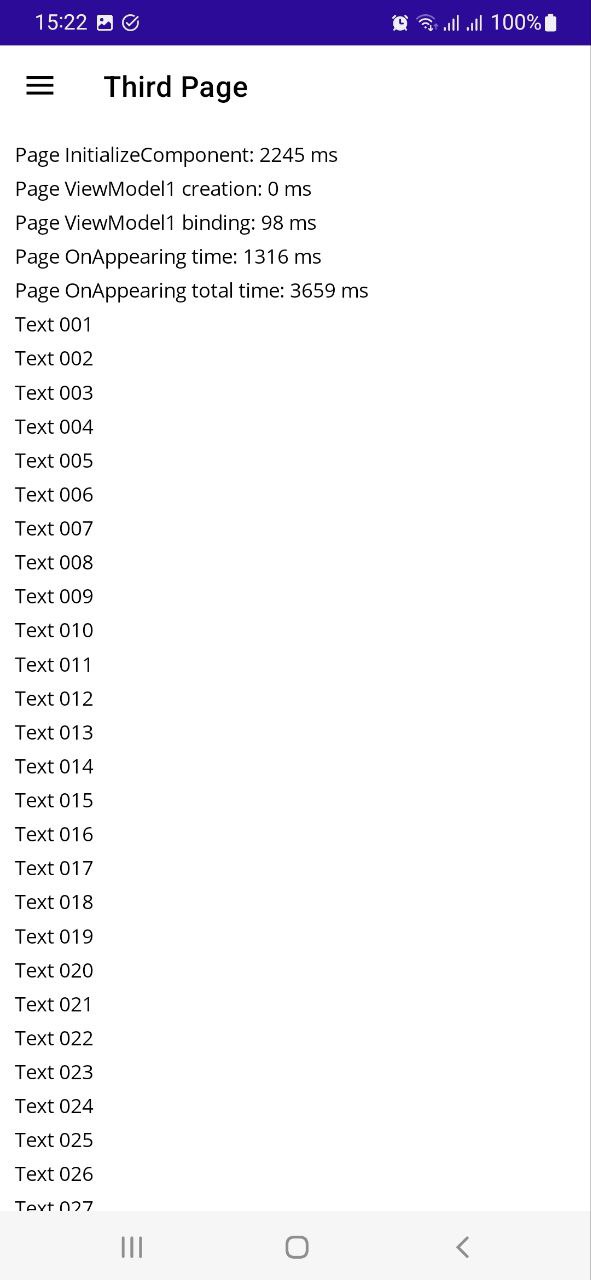 15:22 100%
Third Page
Page InitializeComponent: 2245 ms
Page ViewModel1 creation: 0 ms
Page ViewModel1 binding: 98 ms
Page OnAppearing time: 1316 ms
Page OnAppearing total time: 3659 ms
Text 001
Text 002
Text 003
Text 004
Text 005
Text 006
Text 007
Text 008
Text 009
Text 010
Text 011
Text 012
Text 013
Text 014
Text 015
Text 016
Text 017
Text 018
Text 019
Text 020
Text 021
Text 022
Text 023
Text 024
Text 025
Text 026
Text 027